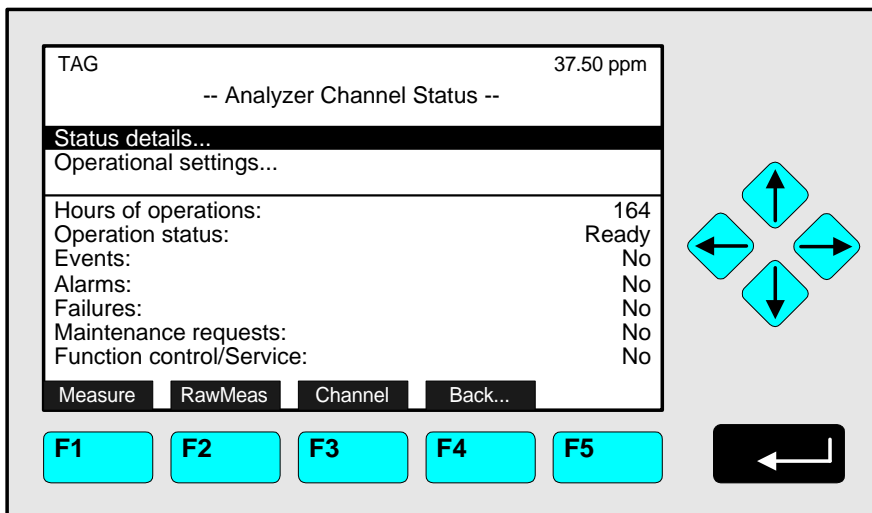 TAG 37.50 ppm
-- Analyzer Channel Status --
Status details...
Operational settings...
Hours of operations: 164
Operation status: Ready
Events: No
Alarms: No
Failures: No
Maintenance requests: No
Function control/Service: No
Measure RawMeas Channel Back...
F1 F2 F3 F4 F5